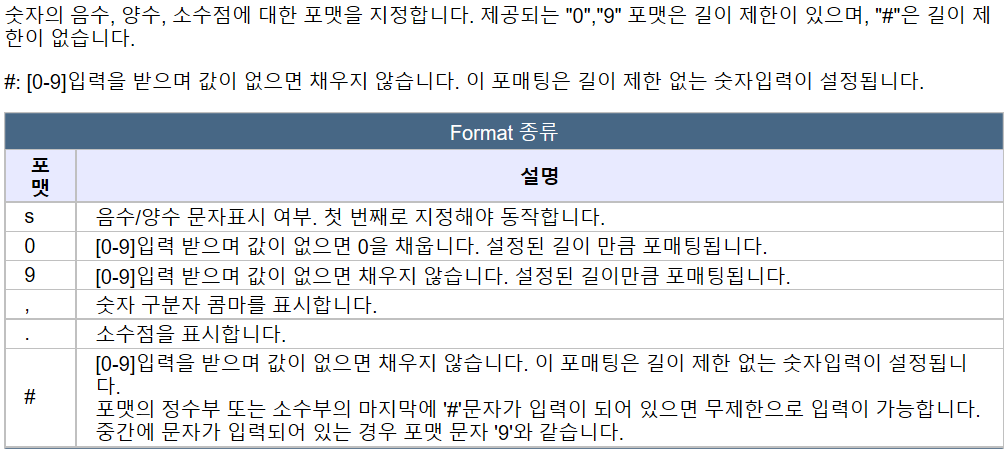 숫자의 음수, 양수, 소수점에 대한 포맷을 지정합니다. 제공되는 "0","9" 포맷은 길이 제한이 있으며, "#"은 길이 제
한이 없습니다.
#: [0-9]입력을 받으며 값이 없으면 채우지 않습니다. 이 포매팅은 길이 제한 없는 숫자입력이 설정됩니다.
Format 종류
포
맷
설명
s 음수/양수 문자표시 여부. 첫 번째로 지정해야 동작합니다.
0 [0-9]입력 받으며 값이 없으면 0을 채웁니다. 설정된 길이 만큼 포매팅됩니다.
9 [0-9]입력 받으며 값이 없으면 채우지 않습니다. 설정된 길이만큼 포매팅됩니다.
, 숫자 구분자 콤마를 표시합니다.
. 소수점을 표시합니다.
# [0-9]입력을 받으며 값이 없으면 채우지 않습니다. 이 포매팅은 길이 제한 없는 숫자입력이 설정됩니
다.
포맷의 정수부 또는 소수부의 마지막에 '#'문자가 입력이 되어 있으면 무제한으로 입력이 가능합니다.
중간에 문자가 입력되어 있는 경우 포맷 문자 '9'와 같습니다.